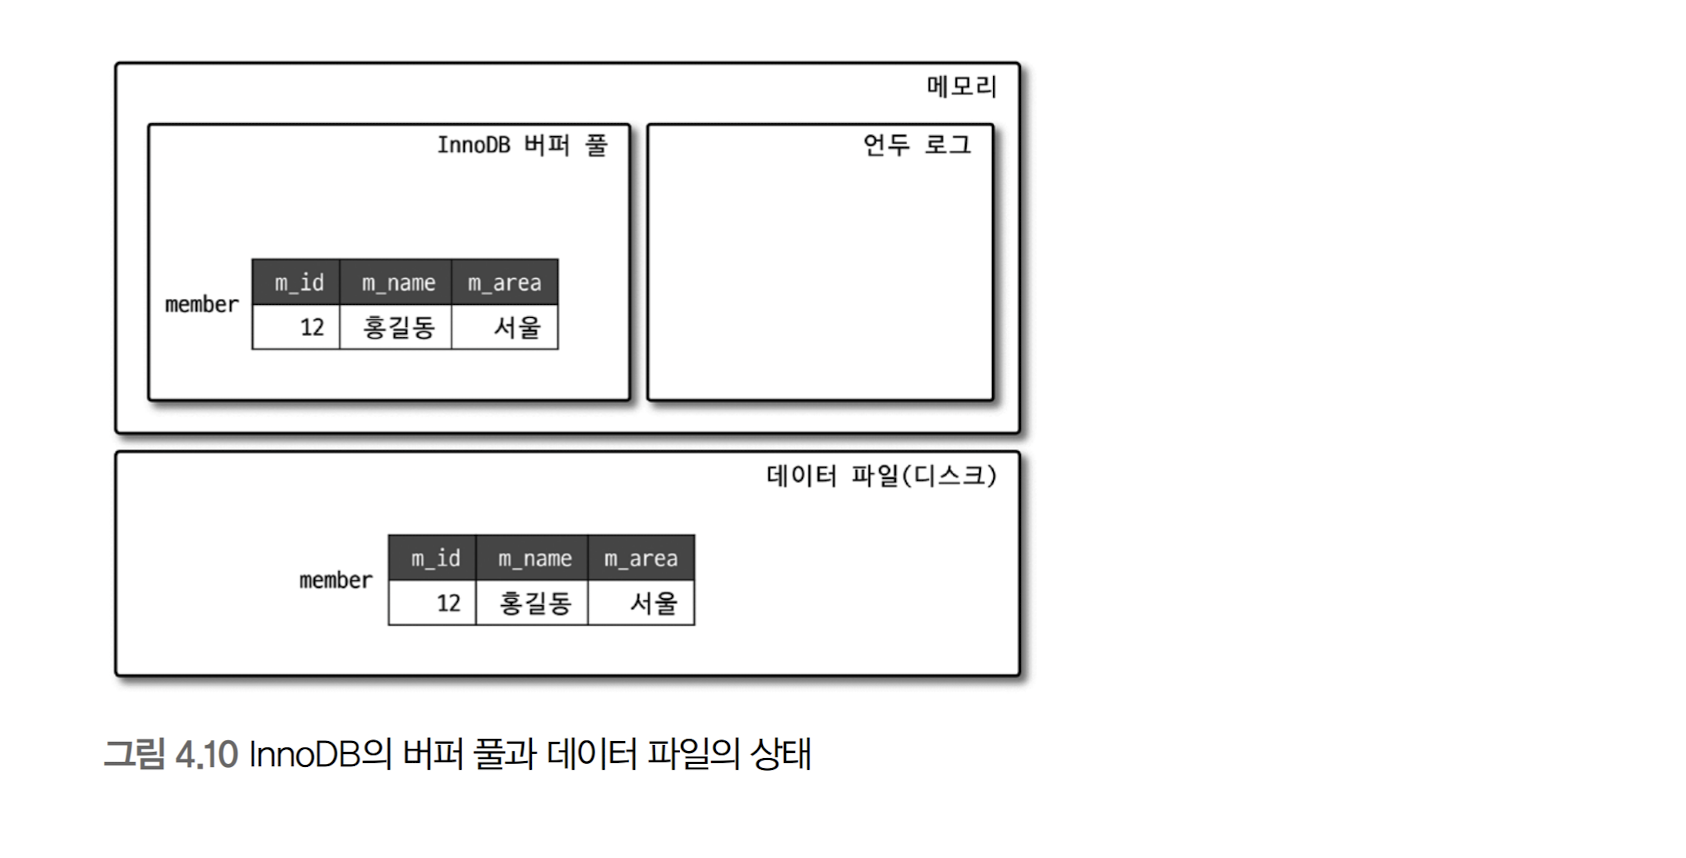 메모리
InnoDB 버퍼 풀
언두 로그
member
m_id m_name m_area
12 홍길동 서울
데이터 파일(디스크)
member
m_id m_name m_area
12 홍길동 서울
그림 4.10 InnoDB의 버퍼 풀과 데이터 파일의 상태